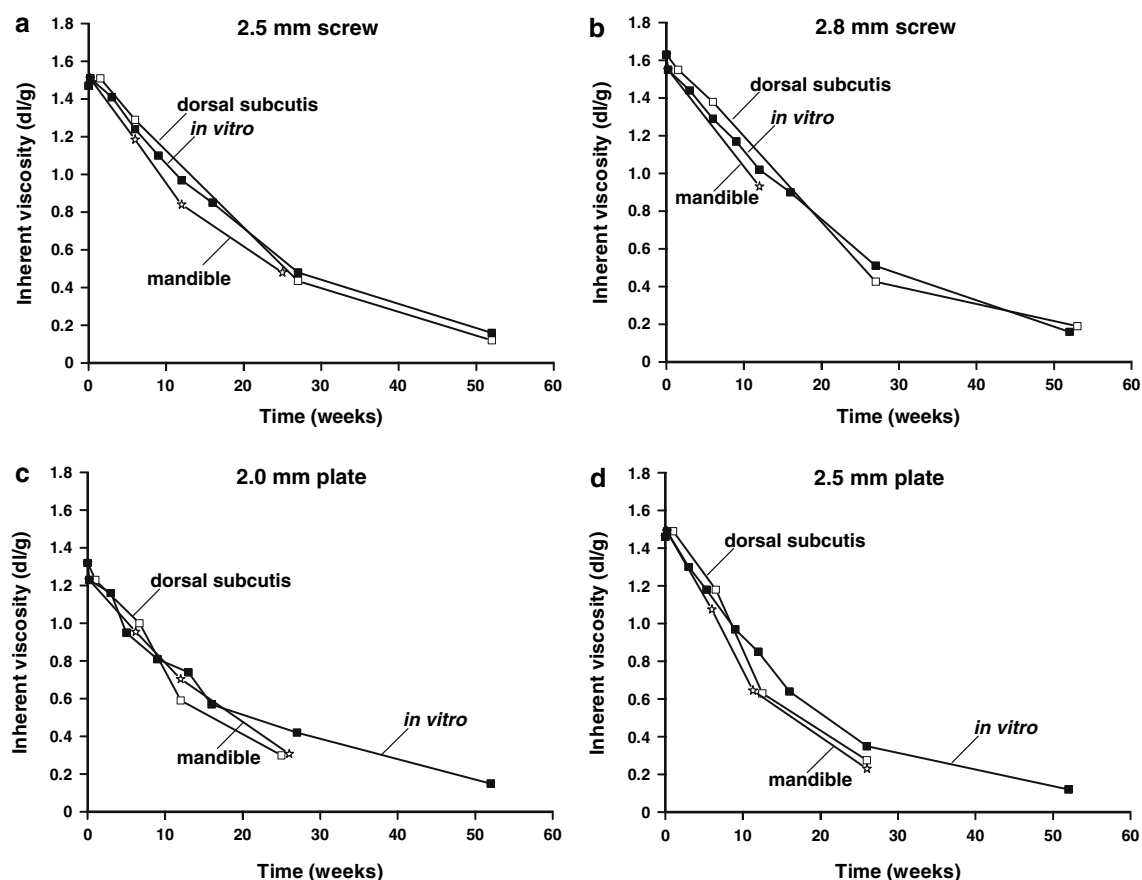 a
2.5 mm screw
1.8
1.6
1.4
1.2
1.0
0.8
0.6
0.4
0.2
0
Inherent viscosity (dl/g)
dorsal subcutis
in vitro
mandible
0 10 20 30 40 50 60
Time (weeks)
b
2.8 mm screw
1.8
1.6
1.4
1.2
1.0
0.8
0.6
0.4
0.2
0
Inherent viscosity (dl/g)
dorsal subcutis
in vitro
mandible
0 10 20 30 40 50 60
Time (weeks)
c
2.0 mm plate
1.8
1.6
1.4
1.2
1.0
0.8
0.6
0.4
0.2
0
Inherent viscosity (dl/g)
dorsal subcutis
in vitro
mandible
0 10 20 30 40 50 60
Time (weeks)
d
2.5 mm plate
1.8
1.6
1.4
1.2
1.0
0.8
0.6
0.4
0.2
0
Inherent viscosity (dl/g)
dorsal subcutis
in vitro
mandible
0 10 20 30 40 50 60
Time (weeks)